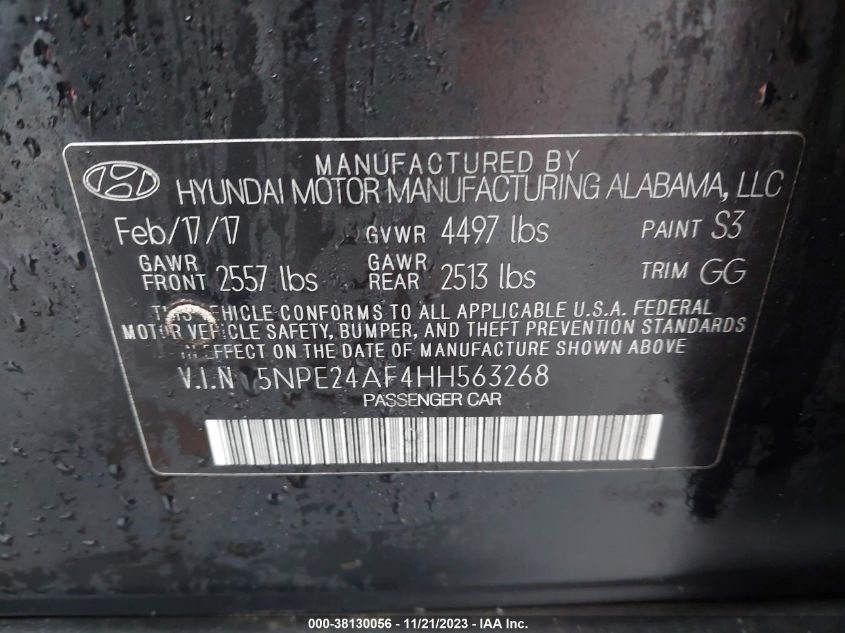 MANUFACTURED BY
HYUNDAI MOTOR MANUFACTURING ALABAMA, LLC
Feb/17/17 GVWR 4497 lbs PAINT S3
GAWR FRONT 2557 lbs GAWR REAR 2513 lbs TRIM GG
THIS VEHICLE CONFORMS TO ALL APPLICABLE U.S.A. FEDERAL
MOTOR VEHICLE SAFETY, BUMPER, AND THEFT PREVENTION STANDARDS
IN EFFECT ON THE DATE OF MANUFACTURE SHOWN ABOVE
V.I.N 5NPE24AF4HH563268
PASSENGER CAR
000-38130056 - 11/21/2023 - © IAA Inc.